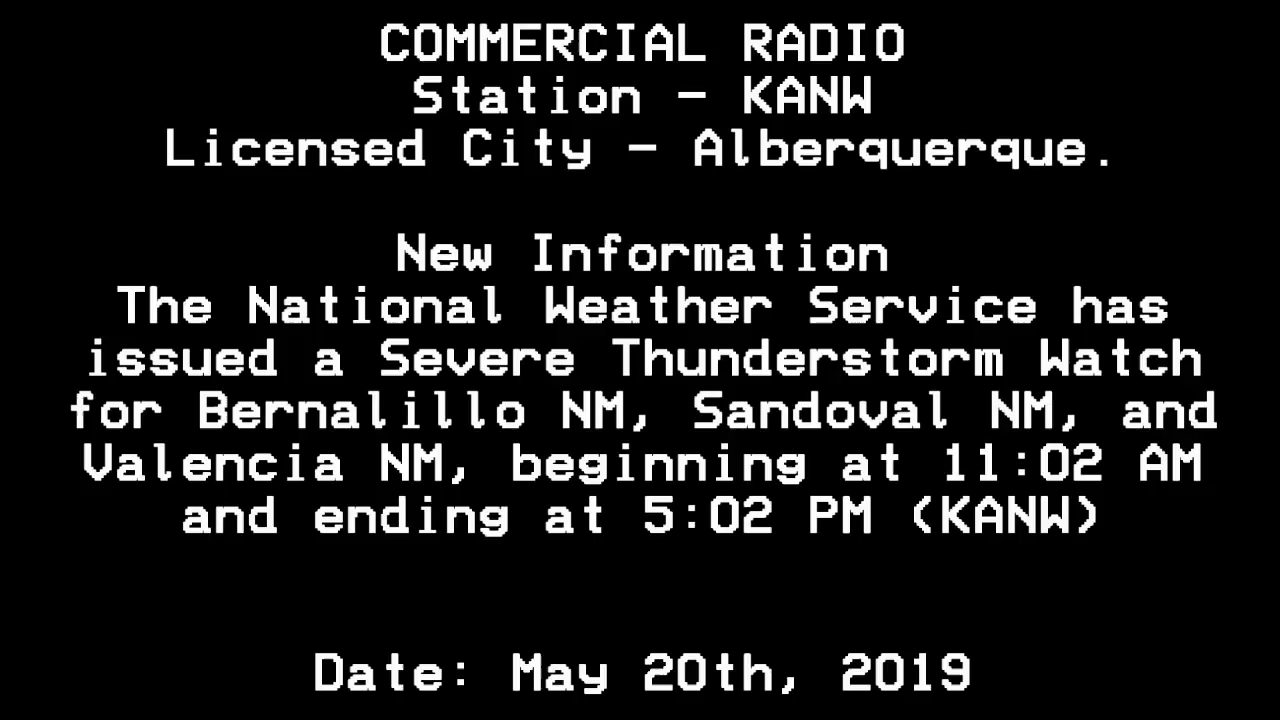 COMMERCIAL RADIO
Station - KANW
Licensed City - Alberquerque.
New Information
The National Weather Service has
issued a Severe Thunderstorm Watch
for Bernalillo NM, Sandoval NM, and
Valencia NM, beginning at 11:02 AM
and ending at 5:02 PM (KANW)
Date: May 20th, 2019